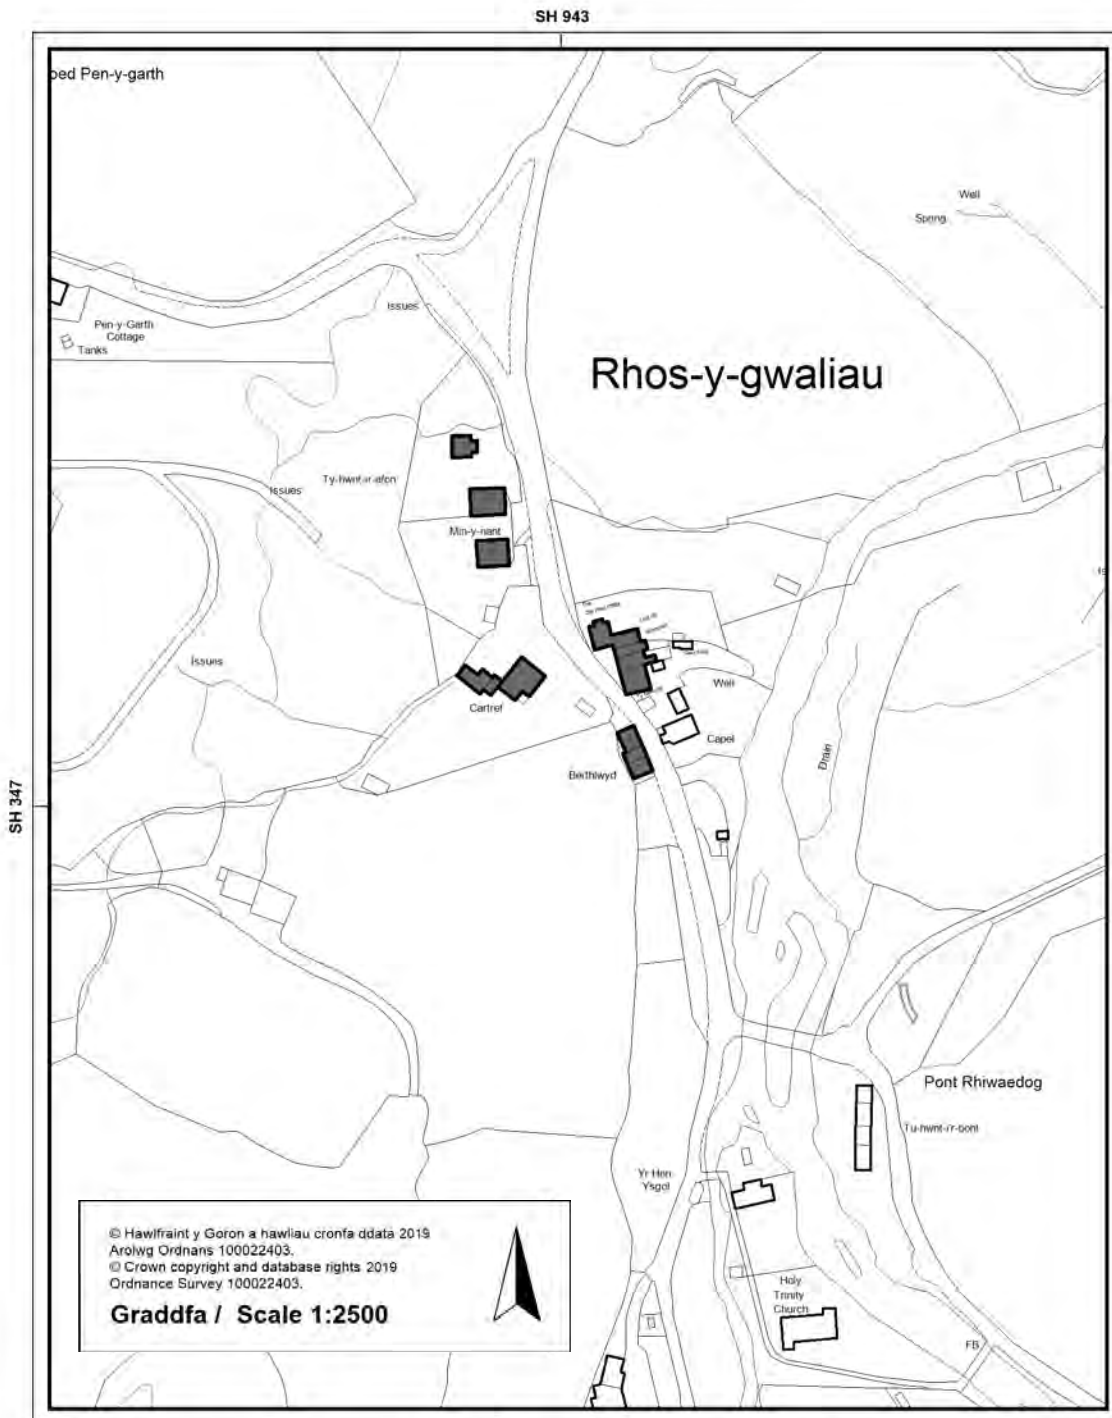 SH 943
oed Pen-y-garth
Well
Spring
Issues
Pen-y-Garth
Cottage
Tanks
Rhos-y-gwaliau
Issues
Ty-hwnt-ir-afon
Min-y-nant
Issues
Well
Cartref
Capel
Drain
SH 347
Pont Rhiwaedog
Tu-hwnt-i'r-bont
Yr Hen
Ysgol
Holy
Trinity
Church
FB
© Hawlfraint y Goron a hawliau cronfa ddata 2019
Arolwg Ordnans 100022403.
© Crown copyright and database rights 2019
Ordnance Survey 100022403.
Graddfa / Scale 1:2500